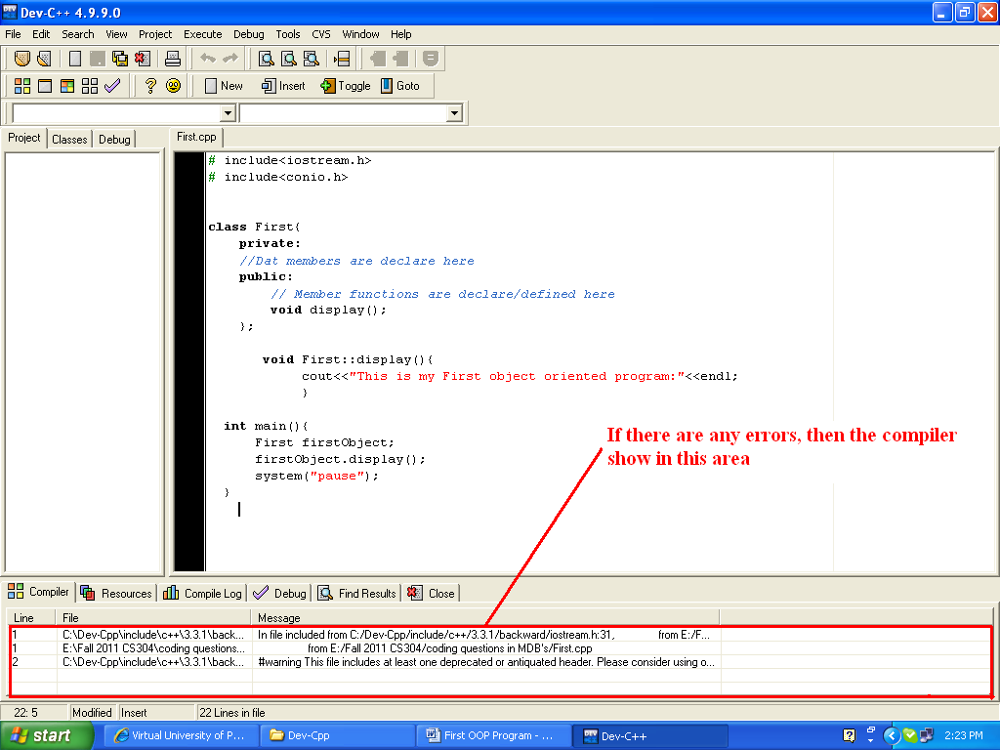 Dev-C++ 4.9.9.0
File Edit Search View Project Execute Debug Tools CVS Window Help
New Insert Toggle Goto
Project Classes Debug First.cpp
# include<iostream.h>
# include<conio.h>
class First{
private:
//Dat members are declare here
public:
// Member functions are declare/defined here
void display();
};
void First::display(){
cout<<"This is my First object oriented program:"<<endl;
}
int main(){
First firstObject;
firstObject.display();
system("pause");
}
If there are any errors, then the compiler
show in this area
Compiler Resources Compile Log Debug Find Results Close
Line File Message
1 C:\Dev-Cpp\include\c++\3.3.1\back... In file included from C:/Dev-Cpp/include/c++/3.3.1/backward/iostream.h:31, from E:/F...
1 E:\Fall 2011 CS304\coding questions... from E:/Fall 2011 CS304/coding questions in MDB's/First.cpp
2 C:\Dev-Cpp\include\c++\3.3.1\back... #warning This file includes at least one deprecated or antiquated header. Please consider using o...
22: 5 Modified Insert 22 Lines in file
start Virtual University of P... Dev-Cpp First OOP Program - ... Dev-C++ 2:23 PM